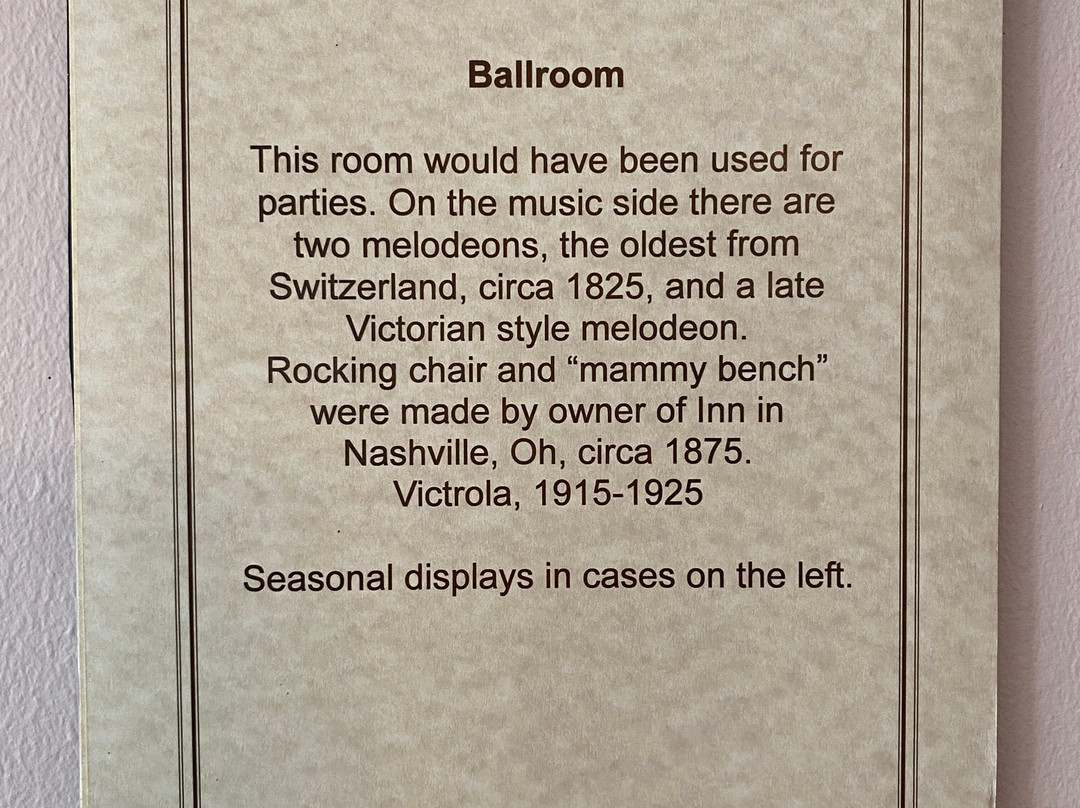 Ballroom
This room would have been used for
parties. On the music side there are
two melodeons, the oldest from
Switzerland, circa 1825, and a late
Victorian style melodeon.
Rocking chair and “mammy bench”
were made by owner of Inn in
Nashville, Oh, circa 1875.
Victrola, 1915-1925
Seasonal displays in cases on the left.